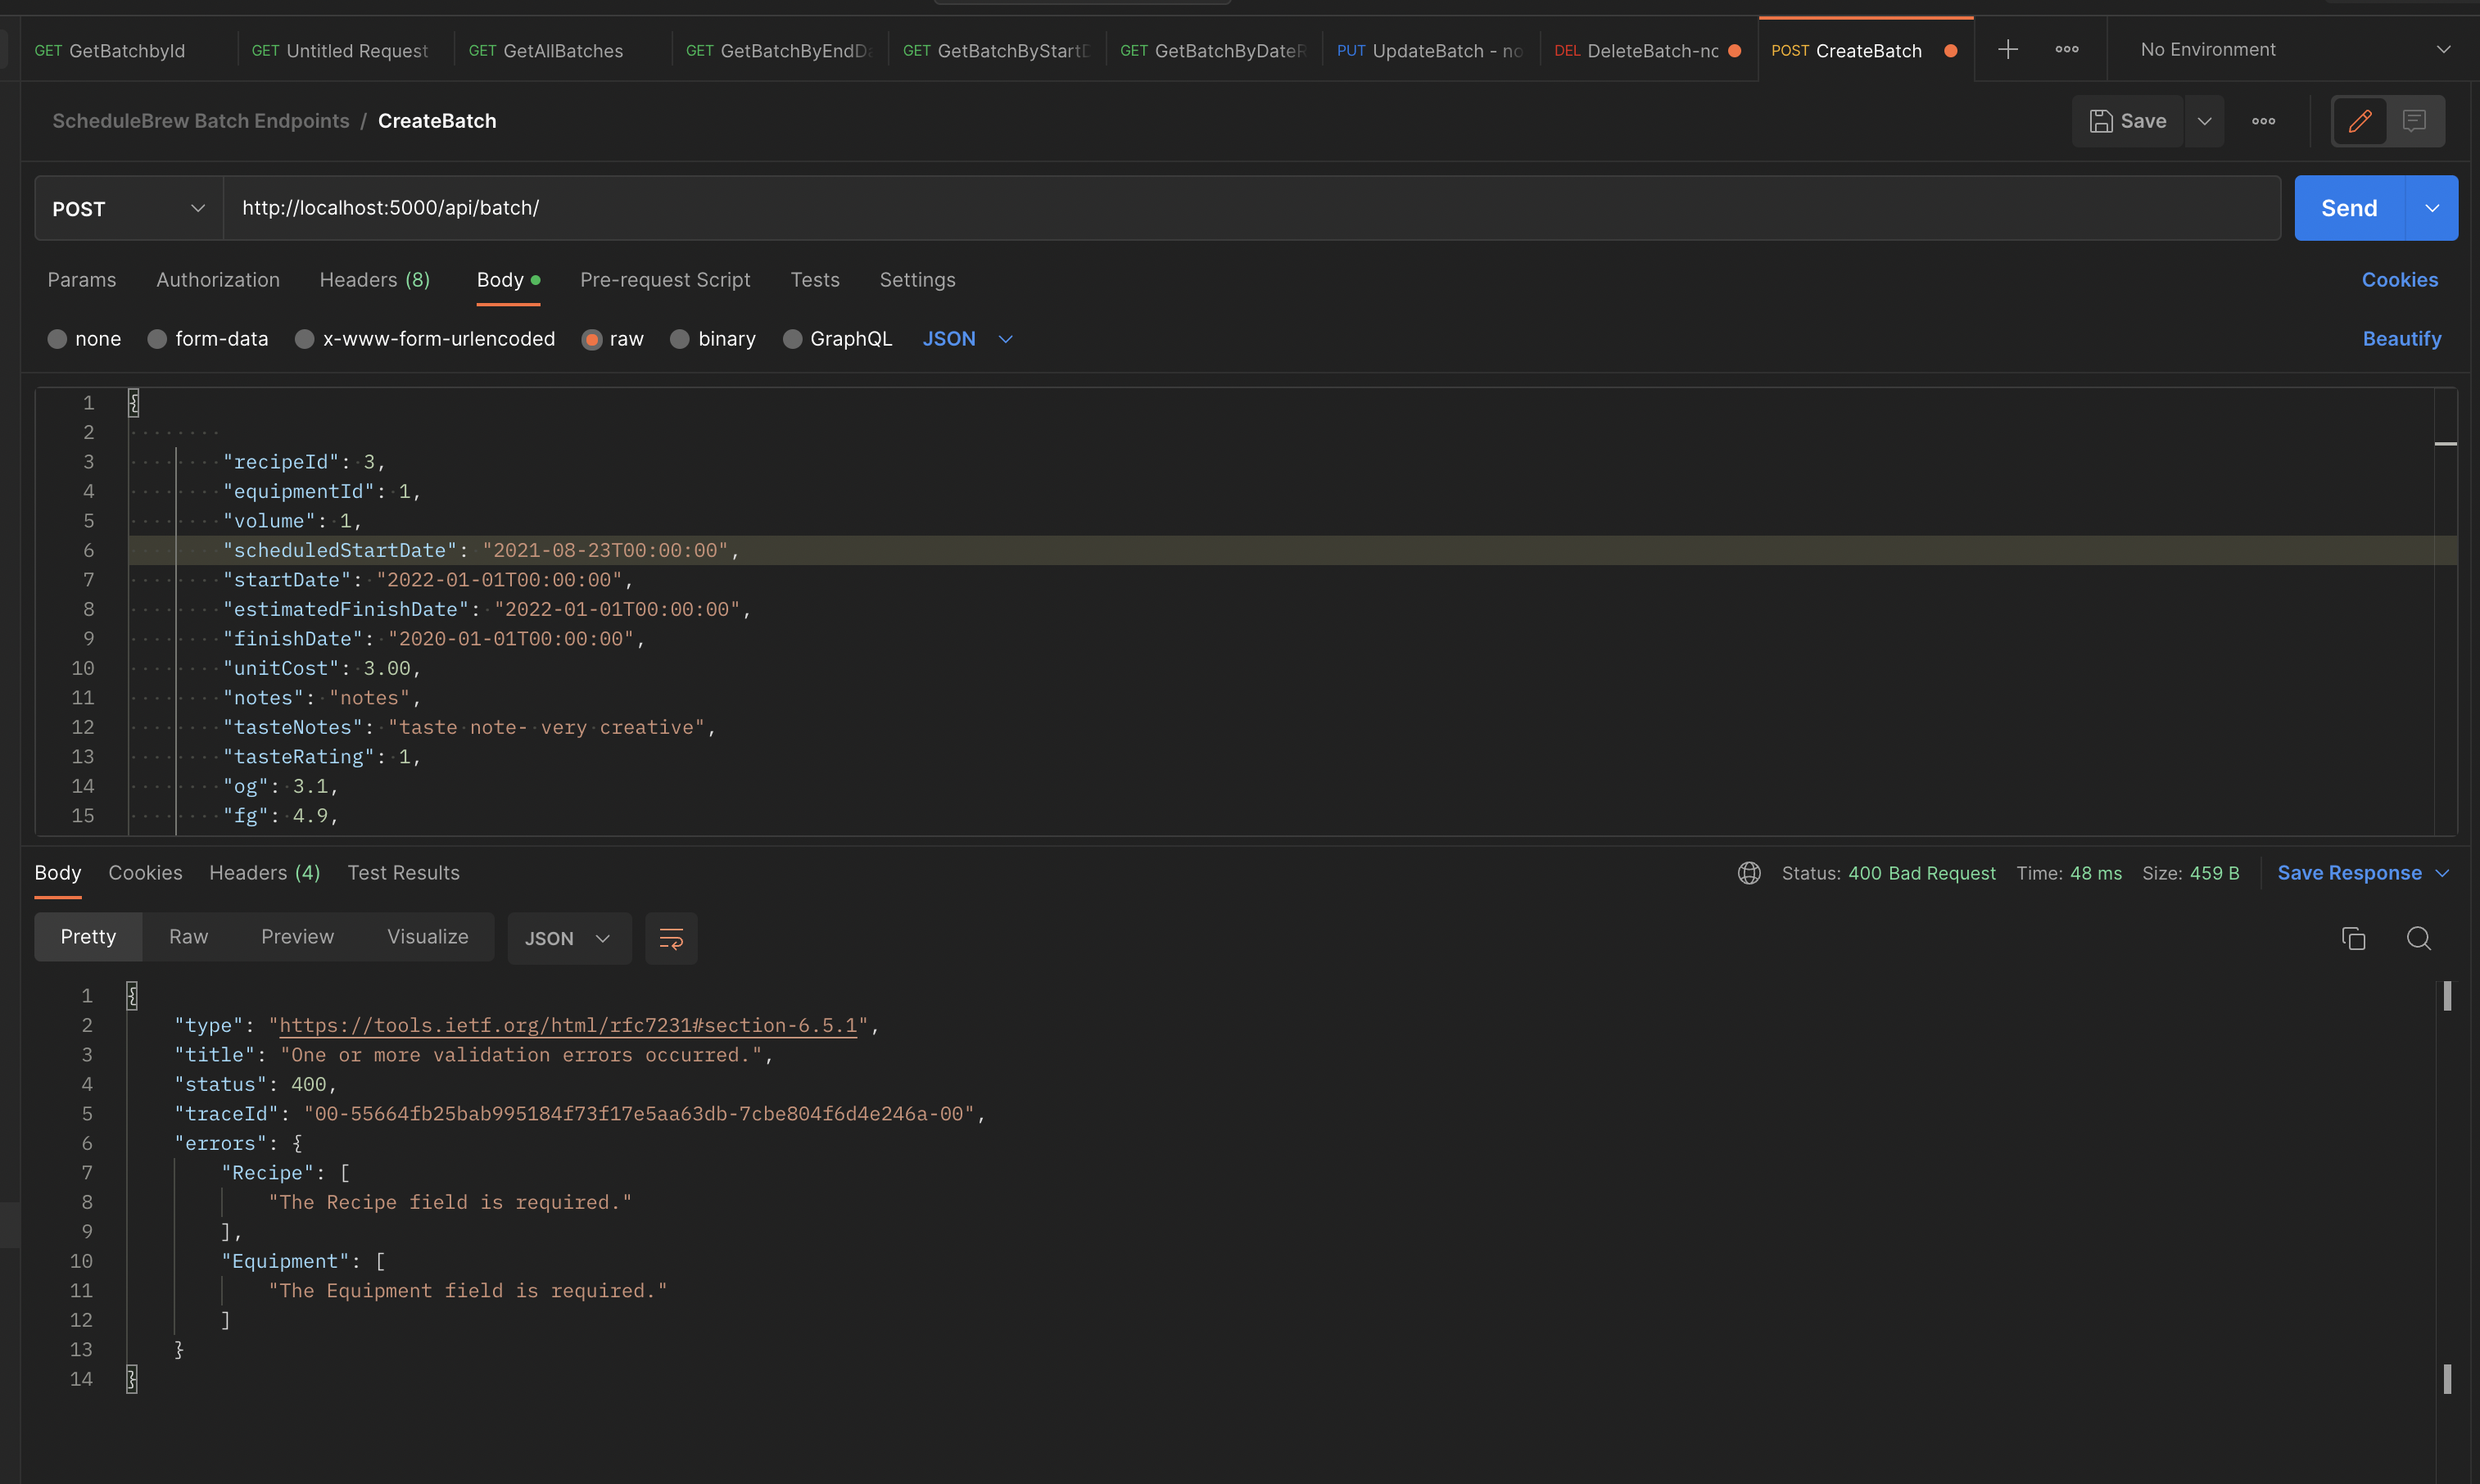 GET GetBatchbyId GET Untitled Request GET GetAllBatches GET GetBatchByEndDa GET GetBatchByStartD GET GetBatchByDateR PUT UpdateBatch - no DEL DeleteBatch-nc POST CreateBatch No Environment
ScheduleBrew Batch Endpoints / CreateBatch Save
POST http://localhost:5000/api/batch/ Send
Params Authorization Headers (8) Body Pre-request Script Tests Settings Cookies
none form-data x-www-form-urlencoded raw binary GraphQL JSON Beautify
1 {
2
3 "recipeId": 3,
4 "equipmentId": 1,
5 "volume": 1,
6 "scheduledStartDate": "2021-08-23T00:00:00",
7 "startDate": "2022-01-01T00:00:00",
8 "estimatedFinishDate": "2022-01-01T00:00:00",
9 "finishDate": "2020-01-01T00:00:00",
10 "unitCost": 3.00,
11 "notes": "notes",
12 "tasteNotes": "taste note- very creative",
13 "tasteRating": 1,
14 "og": 3.1,
15 "fg": 4.9,
Body Cookies Headers (4) Test Results Status: 400 Bad Request Time: 48 ms Size: 459 B Save Response
Pretty Raw Preview Visualize JSON
1 {
2 "type": "https://tools.ietf.org/html/rfc7231#section-6.5.1",
3 "title": "One or more validation errors occurred.",
4 "status": 400,
5 "traceId": "00-55664fb25bab995184f73f17e5aa63db-7cbe804f6d4e246a-00",
6 "errors": {
7 "Recipe": [
8 "The Recipe field is required."
9 ],
10 "Equipment": [
11 "The Equipment field is required."
12 ]
13 }
14 }